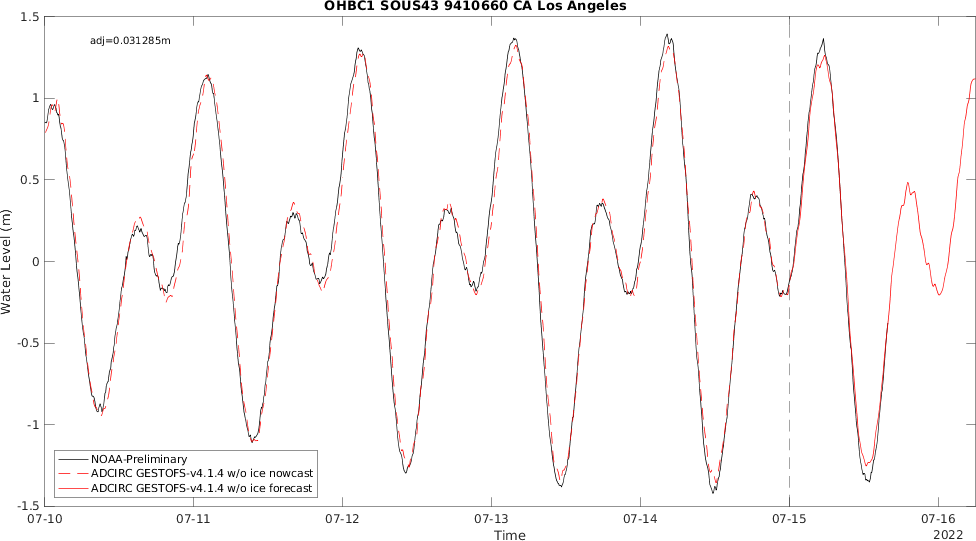 OHBC1 SOUS43 9410660 CA Los Angeles
adj=0.031285m
1.5
1
0.5
0
-0.5
-1
-1.5
Water Level (m)
NOAA-Preliminary
ADCIRC GESTOFS-v4.1.4 w/o ice nowcast
ADCIRC GESTOFS-v4.1.4 w/o ice forecast
07-10 07-11 07-12 07-13 07-14 07-15 07-16
Time
2022